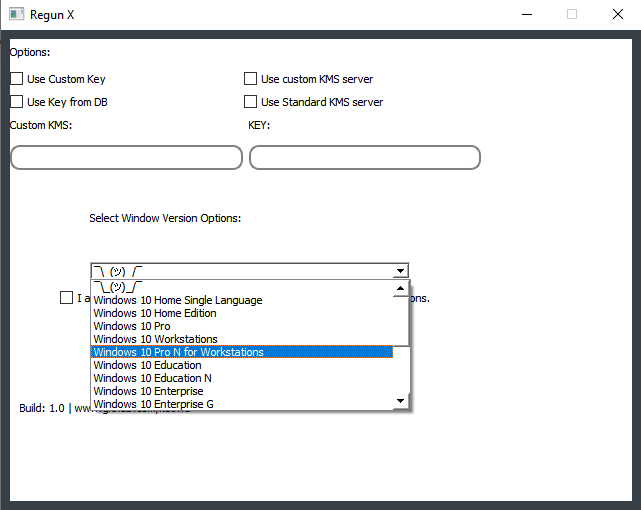 Regun X
Options:
Use Custom Key
Use custom KMS server
Use Key from DB
Use Standard KMS server
Custom KMS:
KEY:
Select Window Version Options:
¯\_(ツ)_/¯
¯\_(ツ)_/¯
Windows 10 Home Single Language
I a
ons.
Windows 10 Home Edition
Windows 10 Pro
Windows 10 Workstations
Windows 10 Pro N for Workstations
Windows 10 Education
Windows 10 Education N
Windows 10 Enterprise
Windows 10 Enterprise G
Build: 1.0 |